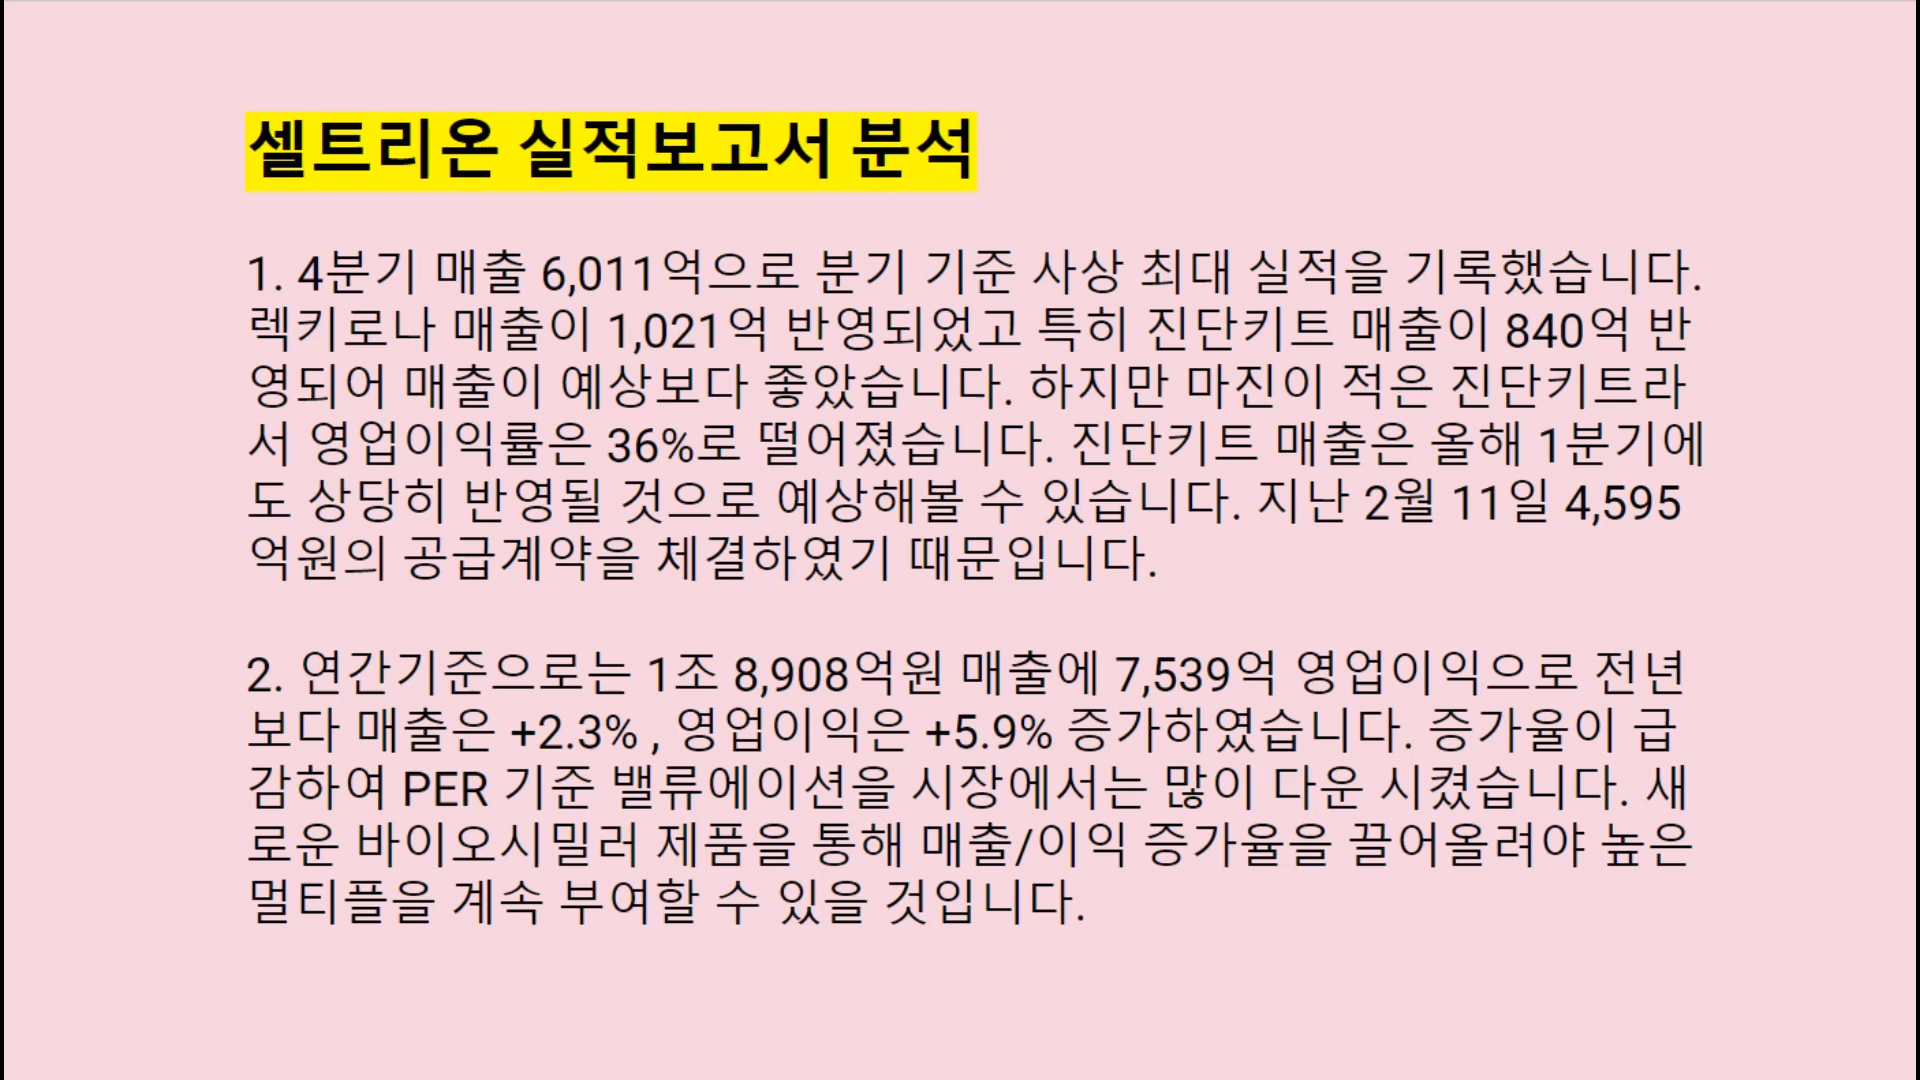 셀트리온 실적보고서 분석
1. 4분기 매출 6,011억으로 분기 기준 사상 최대 실적을 기록했습니다.
렉키로나 매출이 1,021억 반영되었고 특히 진단키트 매출이 840억 반
영되어 매출이 예상보다 좋았습니다. 하지만 마진이 적은 진단키트라
서 영업이익률은 36%로 떨어졌습니다. 진단키트 매출은 올해 1분기에
도 상당히 반영될 것으로 예상해볼 수 있습니다. 지난 2월 11일 4,595
억원의 공급계약을 체결하였기 때문입니다.
2. 연간기준으로는 1조 8,908억원 매출에 7,539억 영업이익으로 전년
보다 매출은 +2.3% , 영업이익은 +5.9% 증가하였습니다. 증가율이 급
감하여 PER 기준 밸류에이션을 시장에서는 많이 다운 시켰습니다. 새
로운 바이오시밀러 제품을 통해 매출/이익 증가율을 끌어올려야 높은
멀티플을 계속 부여할 수 있을 것입니다.